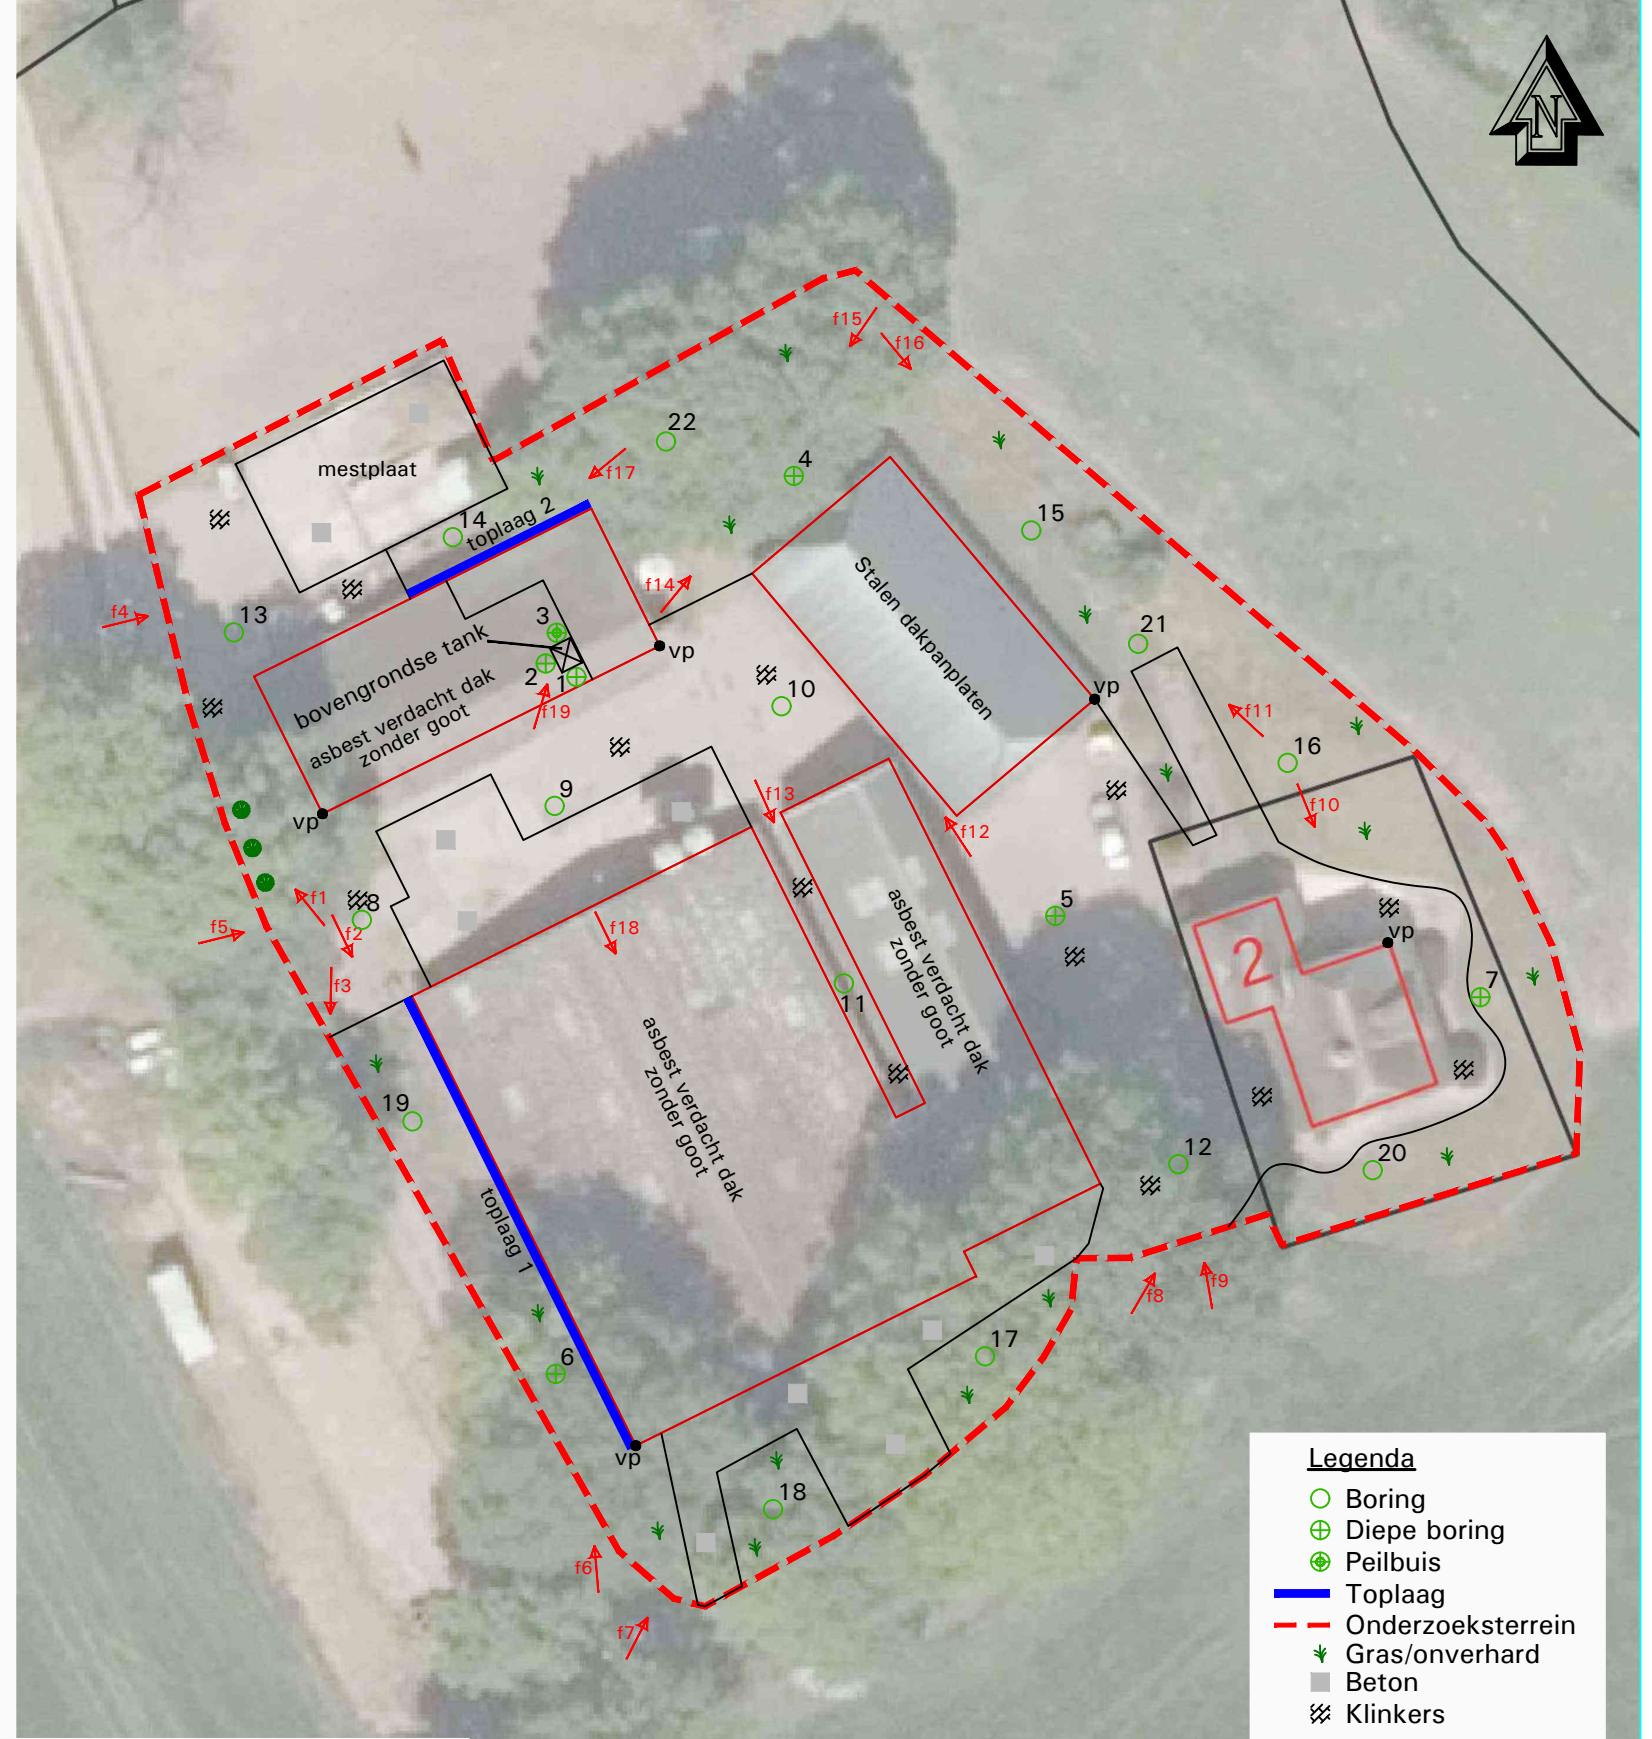 N
f15
f16
22
mestplaat
4
f17
14
toplaag 2
15
f14
Stalen dakpanplaten
f4
13
3
21
bovengrondse tank
vp
2
1
vp
asbest verdacht dak
zonder goot
10
f19
f11
16
9
f13
f10
vp
f12
f1
8
f2
f5
5
asbest verdacht dak
zonder goot
f18
2
vp
f3
11
7
asbest verdacht dak
zonder goot
19
12
20
toplaag 1
f9
f8
17
6
vp
18
f6
f7
Legenda
Boring
Diepe boring
Peilbuis
Toplaag
Onderzoeksterrein
Gras/onverhard
Beton
Klinkers